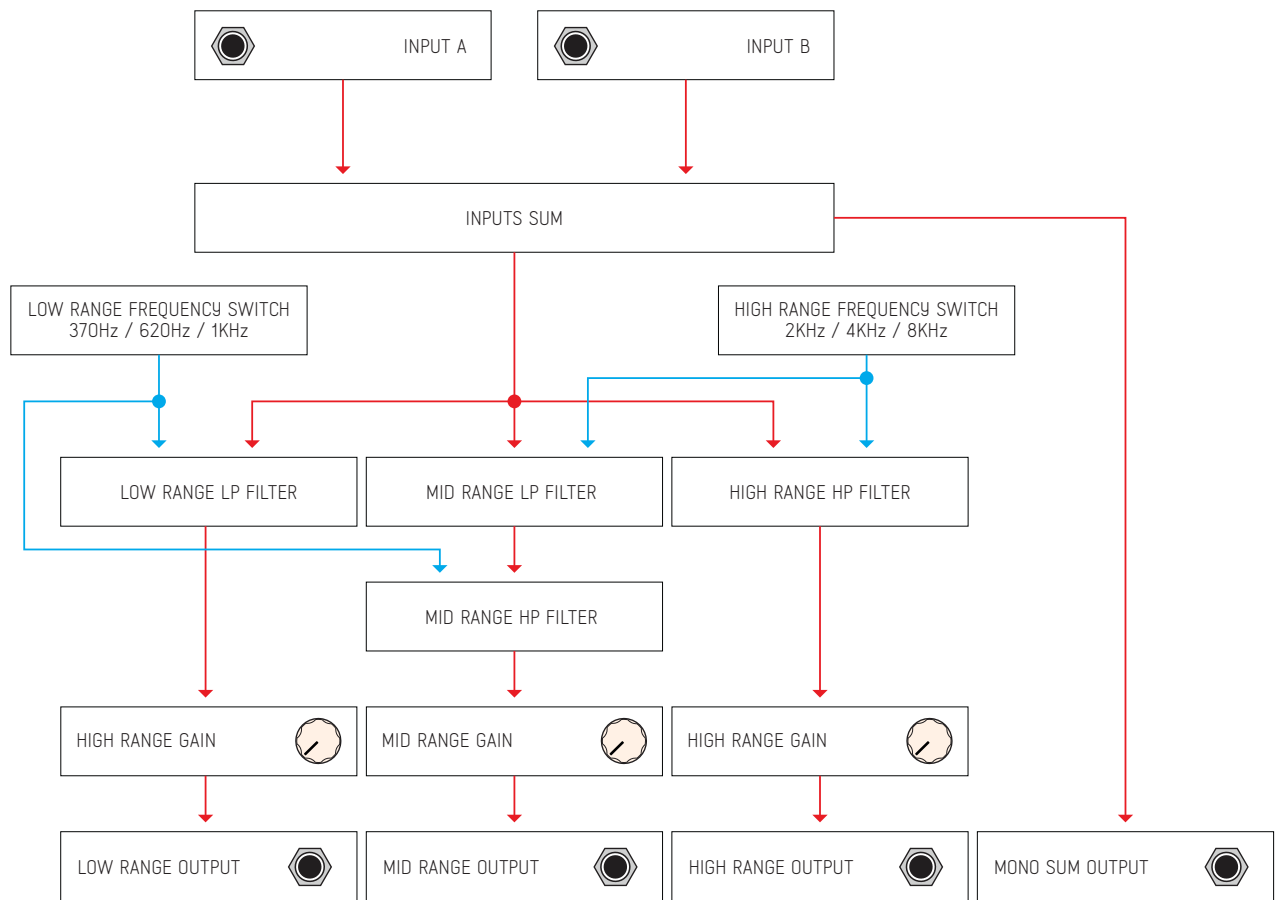 INPUT A
INPUT B
INPUTS SUM
LOW RANGE FREQUENCY SWITCH
370Hz / 620Hz / 1KHz
HIGH RANGE FREQUENCY SWITCH
2KHz / 4KHz / 8KHz
LOW RANGE LP FILTER
MID RANGE LP FILTER
HIGH RANGE HP FILTER
MID RANGE HP FILTER
HIGH RANGE GAIN
MID RANGE GAIN
HIGH RANGE GAIN
LOW RANGE OUTPUT
MID RANGE OUTPUT
HIGH RANGE OUTPUT
MONO SUM OUTPUT